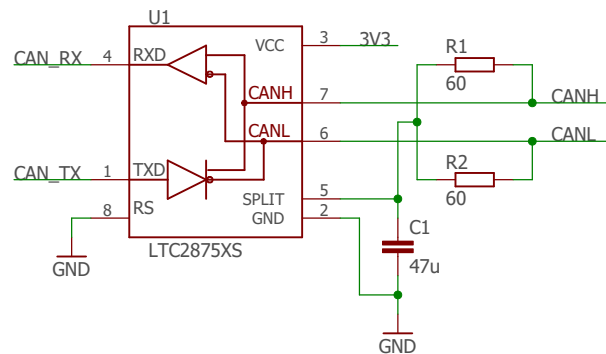 U1
CAN_RX 4 RXD VCC 3 3V3
R1
60
CANH 7 CANH
CANL 6 CANL
CAN_TX 1 TXD
R2
60
SPLIT 5
8 RS GND 2
C1
47u
GND LTC2875XS
GND